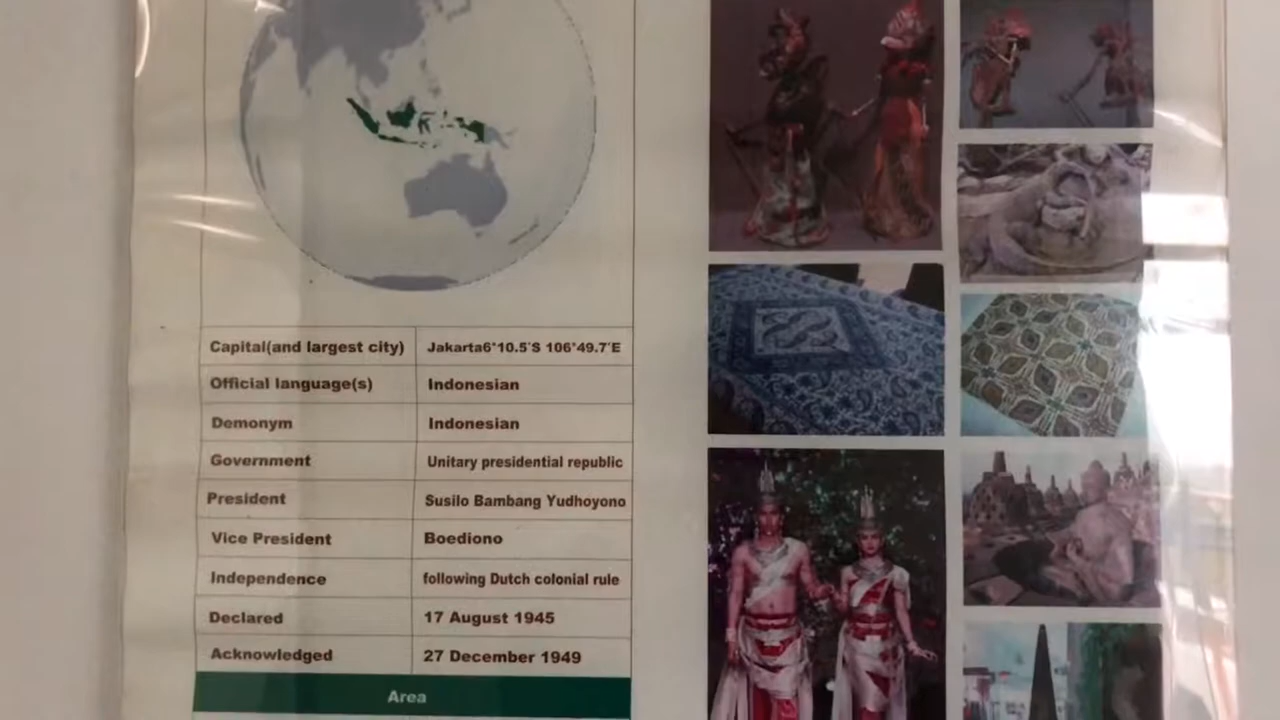 Capital(and largest city) Jakarta6°10.5′S 106°49.7′E
Official language(s) Indonesian
Demonym Indonesian
Government Unitary presidential republic
President Susilo Bambang Yudhoyono
Vice President Boediono
Independence following Dutch colonial rule
Declared 17 August 1945
Acknowledged 27 December 1949
Area